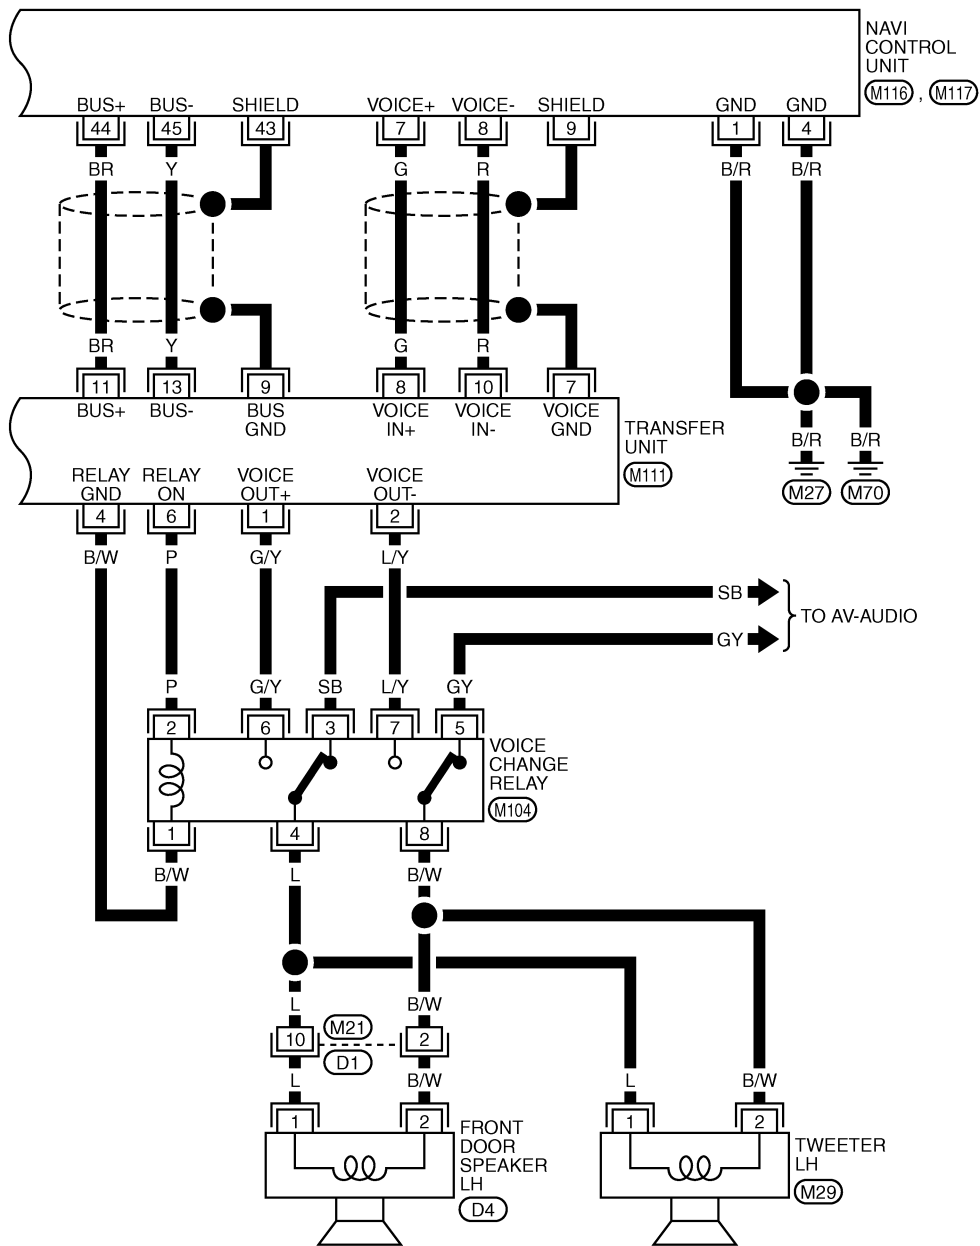 NAVI
CONTROL
UNIT
M116 , M117
BUS+ BUS- SHIELD VOICE+ VOICE- SHIELD GND GND
44 45 43 7 8 9 1 4
BR Y G R B/R B/R
BR Y G R
11 13 9 8 10 7
BUS+ BUS- BUS GND VOICE IN+ VOICE IN- VOICE GND
TRANSFER
UNIT
M111
B/R B/R
M27 M70
RELAY GND RELAY ON VOICE OUT+ VOICE OUT-
4 6 1 2
B/W P G/Y L/Y
SB
TO AV-AUDIO
GY
P G/Y SB L/Y GY
2 6 3 7 5
VOICE
CHANGE
RELAY
M104
1 4 8
B/W L B/W
L B/W
M21
10 2
D1
L B/W L B/W
1 2 1 2
FRONT
DOOR
SPEAKER
LH
D4
TWEETER
LH
M29